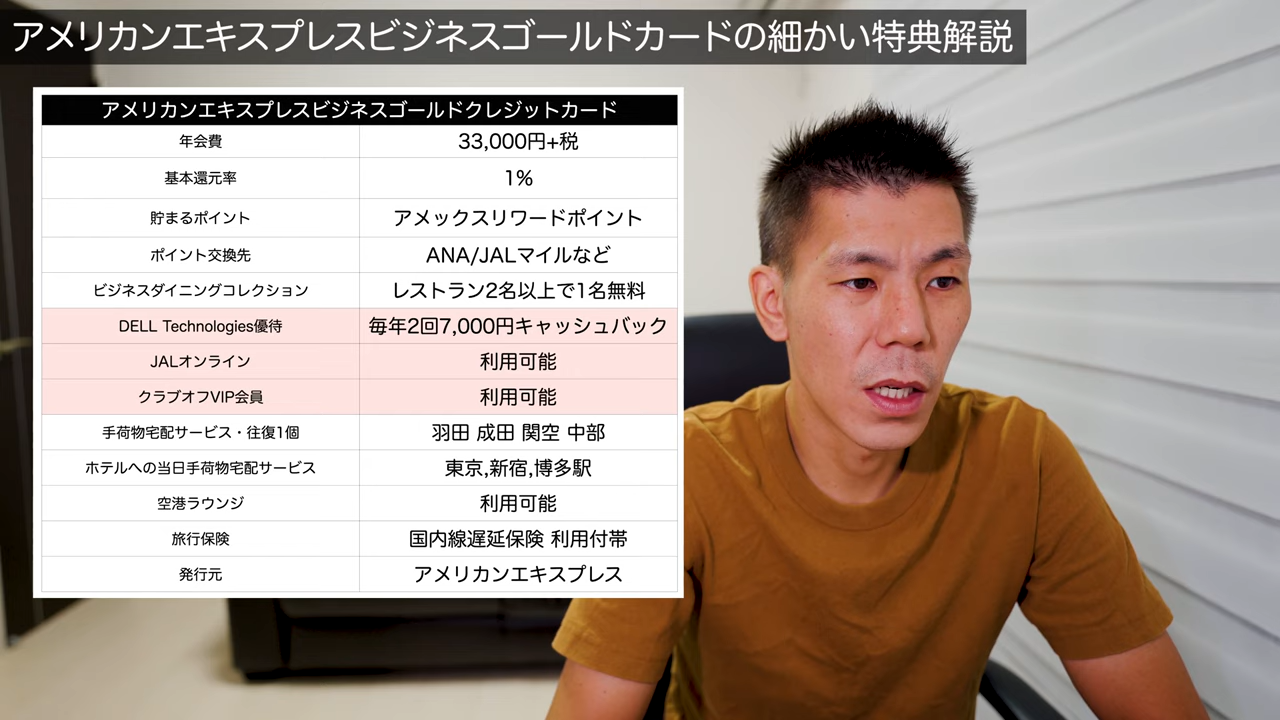 アメリカンエキスプレスビジネスゴールドカードの細かい特典解説
アメリカンエキスプレスビジネスゴールドクレジットカード
年会費 33,000円+税
基本還元率 1%
貯まるポイント アメックスリワードポイント
ポイント交換先 ANA/JALマイルなど
ビジネスダイニングコレクション レストラン2名以上で1名無料
DELL Technologies優待 毎年2回7,000円キャッシュバック
JALオンライン 利用可能
クラブオフVIP会員 利用可能
手荷物宅配サービス・往復1個 羽田 成田 関空 中部
ホテルへの当日手荷物宅配サービス 東京,新宿,博多駅
空港ラウンジ 利用可能
旅行保険 国内線遅延保険 利用付帯
発行元 アメリカンエキスプレス